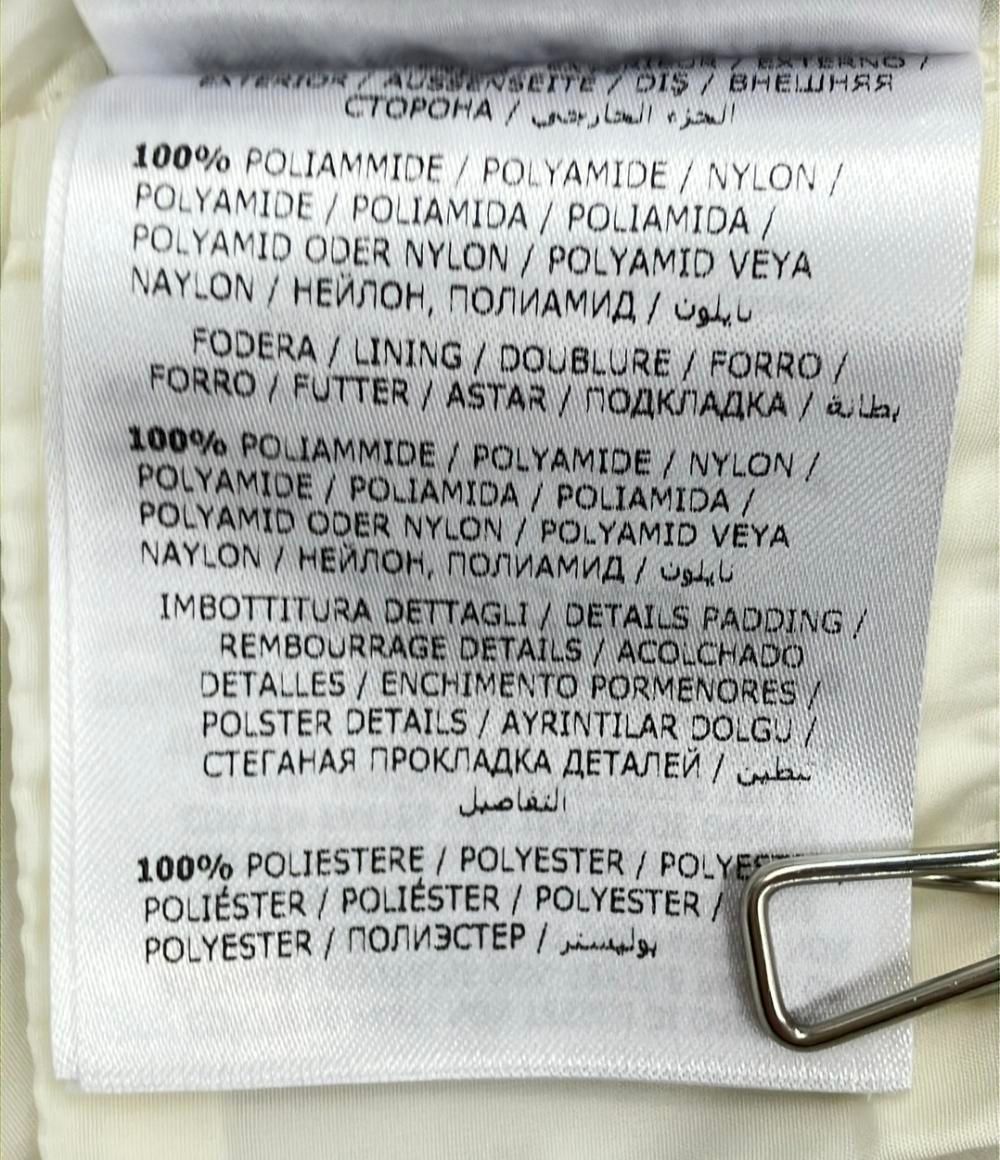 EXTERNO /
EXTERIOR / AUSSENSEITE / DIŞ / ВНЕШНЯЯ
СТОРОНА / الجزء الخارجي
100% POLIAMMIDE / POLYAMIDE / NYLON /
POLYAMIDE / POLIAMIDA / POLIAMIDA /
POLYAMID ODER NYLON / POLYAMID VEYA
NAYLON / НЕЙЛОН, ПОЛИАМИД / نايلون
FODERA / LINING / DOUBLURE / FORRO /
FORRO / FUTTER / ASTAR / ПОДКЛАДКА / بطانة
100% POLIAMMIDE / POLYAMIDE / NYLON /
POLYAMIDE / POLIAMIDA / POLIAMIDA /
POLYAMID ODER NYLON / POLYAMID VEYA
NAYLON / НЕЙЛОН, ПОЛИАМИД / نايلون
IMBOTTITURA DETTAGLI / DETAILS PADDING /
REMBOURRAGE DETAILS / ACOLCHADO
DETALLES / ENCHIMENTO PORMENORES /
POLSTER DETAILS / AYRINTILAR DOLGU /
СТЕГАНАЯ ПРОКЛАДКА ДЕТАЛЕЙ / تبطين
التفاصيل
100% POLIESTERE / POLYESTER /
POLIÉSTER / POLIÉSTER / POLYESTER /
POLYESTER / ПОЛИЭСТЕР / بوليستر